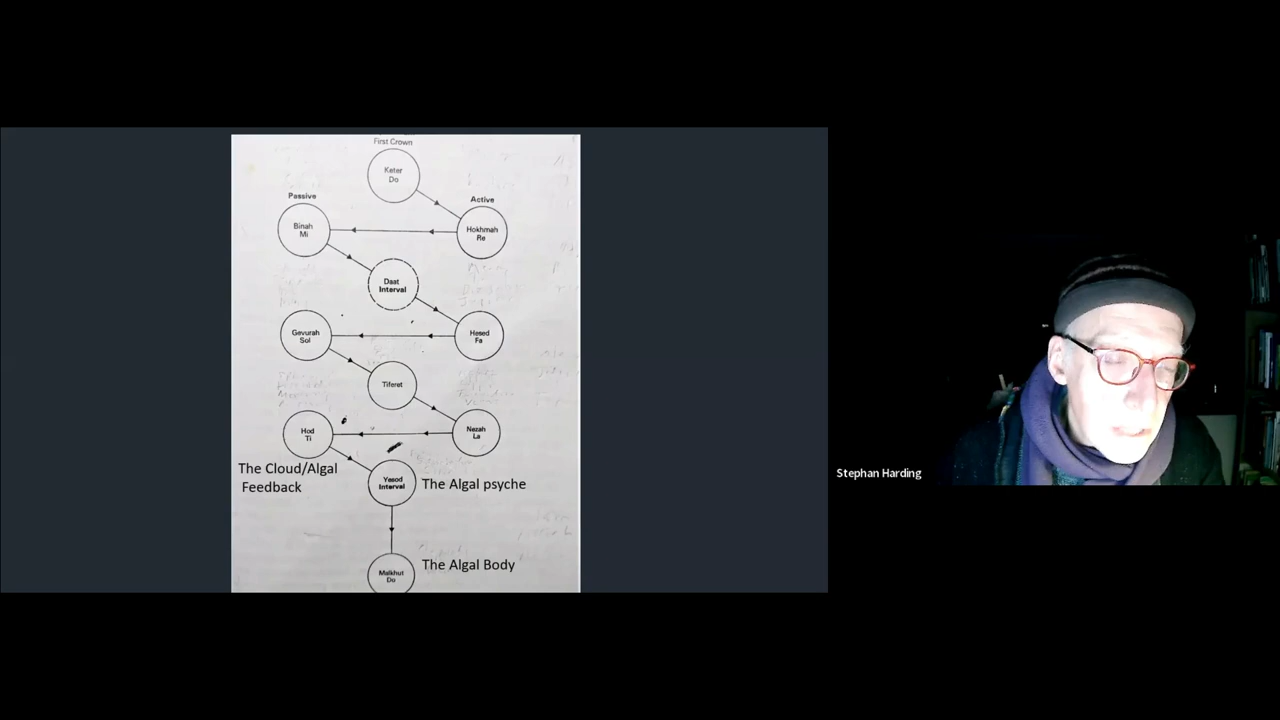 First Crown
Keter
Do
Passive
Active
Binah
Mi
Hokhmah
Re
Daat
Interval
Gevurah
Sol
Hesed
Fa
Tiferet
Hod
Ti
Nezah
La
The Cloud/Algal
Feedback
Yesod
Interval
The Algal psyche
Malkhut
Do
The Algal Body
Stephan Harding